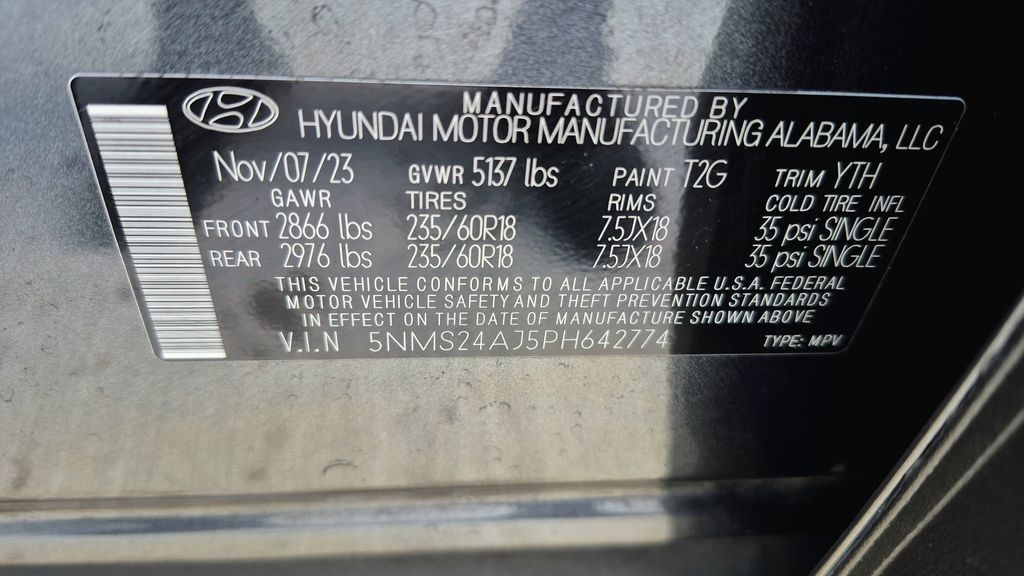 MANUFACTURED BY
HYUNDAI MOTOR MANUFACTURING ALABAMA, LLC
Nov/07/23 GVWR 5137 lbs PAINT T2G TRIM YTH
GAWR TIRES RIMS COLD TIRE INFL
FRONT 2866 lbs 235/60R18 7.5JX18 35 psi SINGLE
REAR 2976 lbs 235/60R18 7.5JX18 35 psi SINGLE
THIS VEHICLE CONFORMS TO ALL APPLICABLE U.S.A. FEDERAL
MOTOR VEHICLE SAFETY AND THEFT PREVENTION STANDARDS
IN EFFECT ON THE DATE OF MANUFACTURE SHOWN ABOVE
V.I.N 5NMS24AJ5PH642774 TYPE: MPV